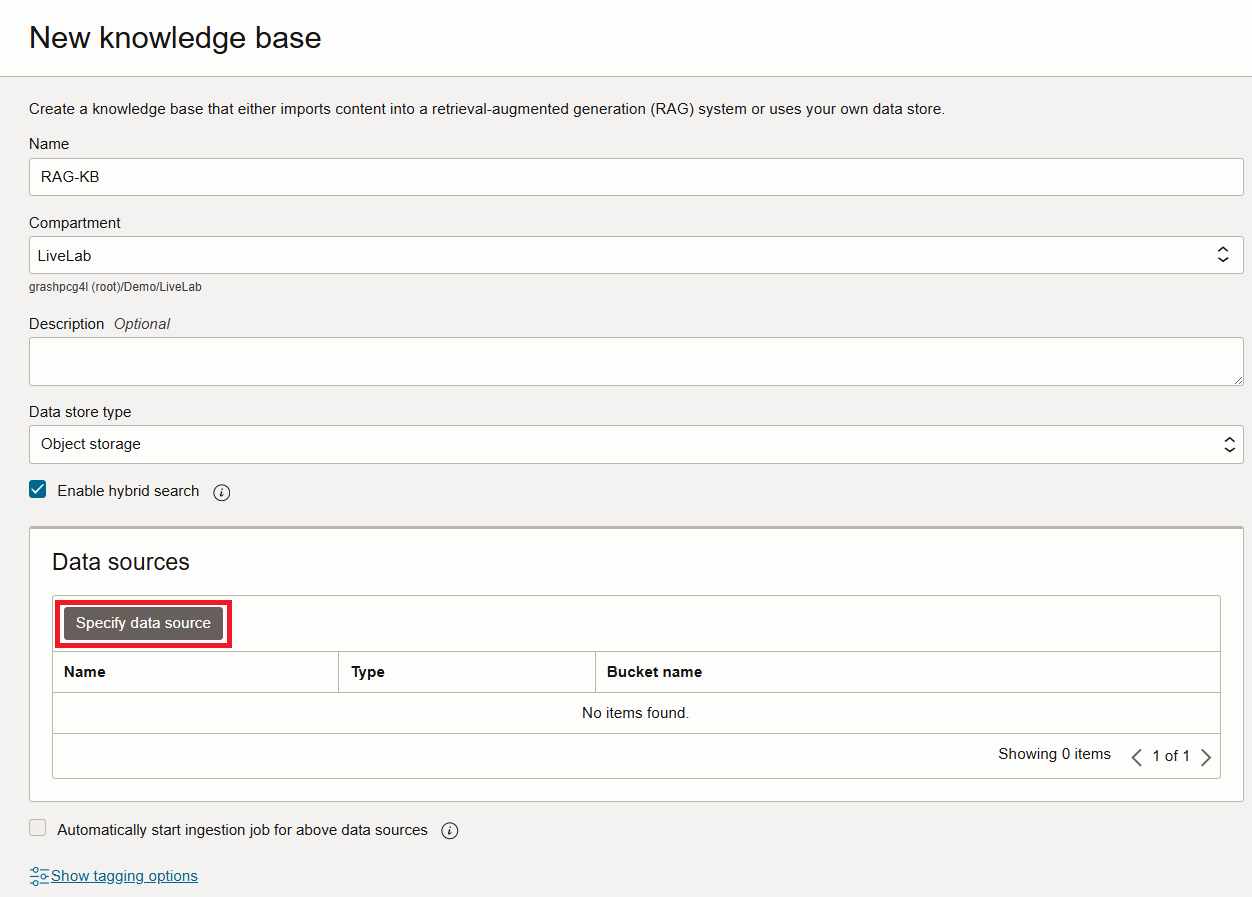 New knowledge base
Create a knowledge base that either imports content into a retrieval-augmented generation (RAG) system or uses your own data store.
Name
RAG-KB
Compartment
LiveLab
grashpcg4l (root)/Demo/LiveLab
Description Optional
Data store type
Object storage
Enable hybrid search
Data sources
Specify data source
Name Type Bucket name
No items found.
Showing 0 items 1 of 1
Automatically start ingestion job for above data sources
Show tagging options